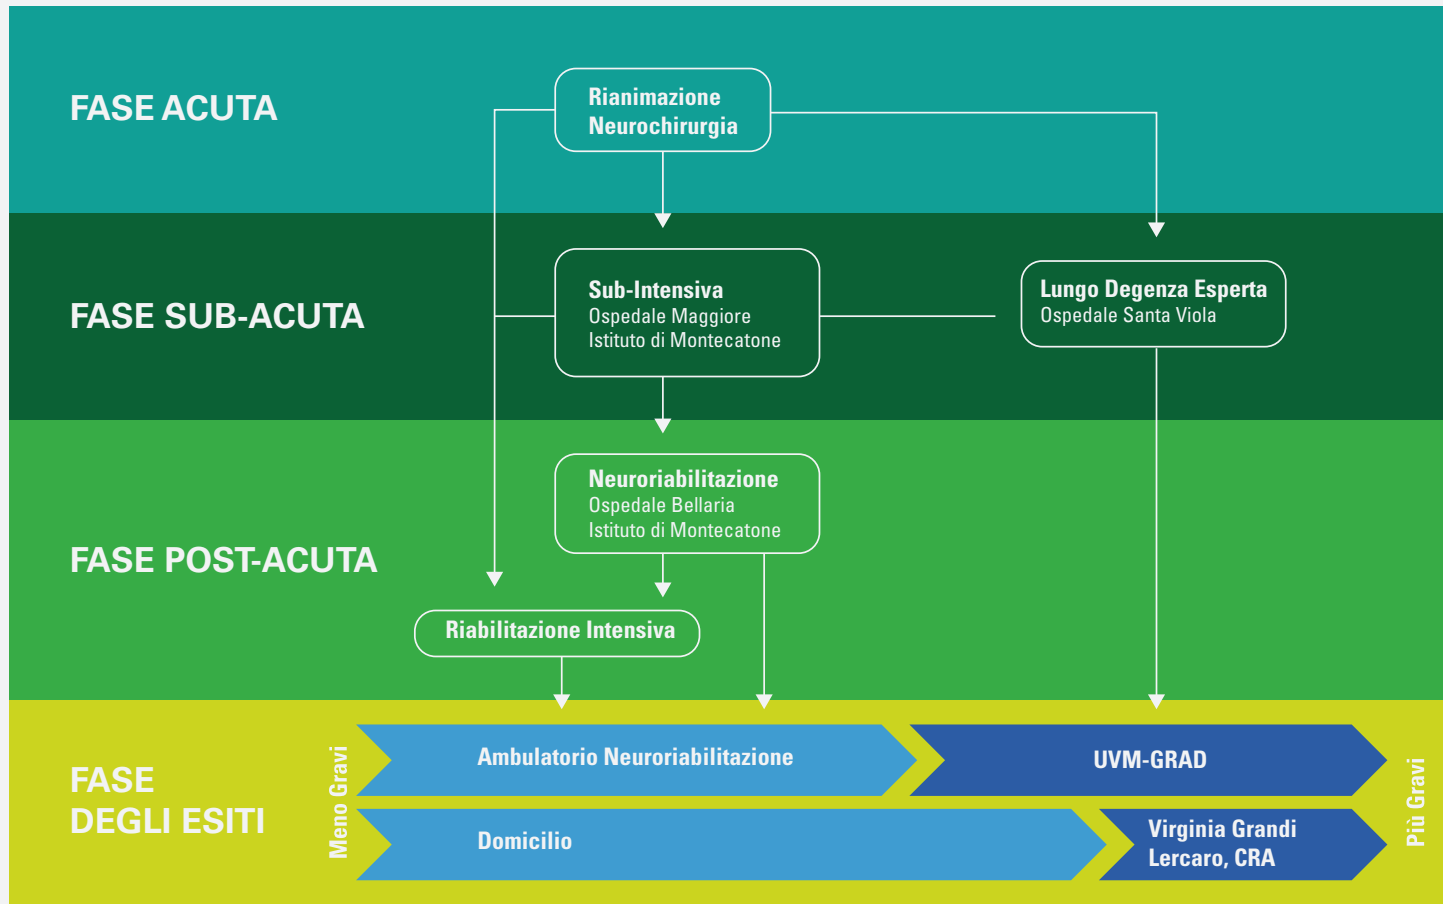 FASE ACUTA
Rianimazione
Neurochirurgia
FASE SUB-ACUTA
Sub-Intensiva
Ospedale Maggiore
Istituto di Montecatone
Lungo Degenza Esperta
Ospedale Santa Viola
FASE POST-ACUTA
Neuroriabilitazione
Ospedale Bellaria
Istituto di Montecatone
Riabilitazione Intensiva
FASE
DEGLI ESITI
Meno Gravi
Ambulatorio Neuroriabilitazione
UVM-GRAD
Domicilio
Virginia Grandi
Lercaro, CRA
Più Gravi